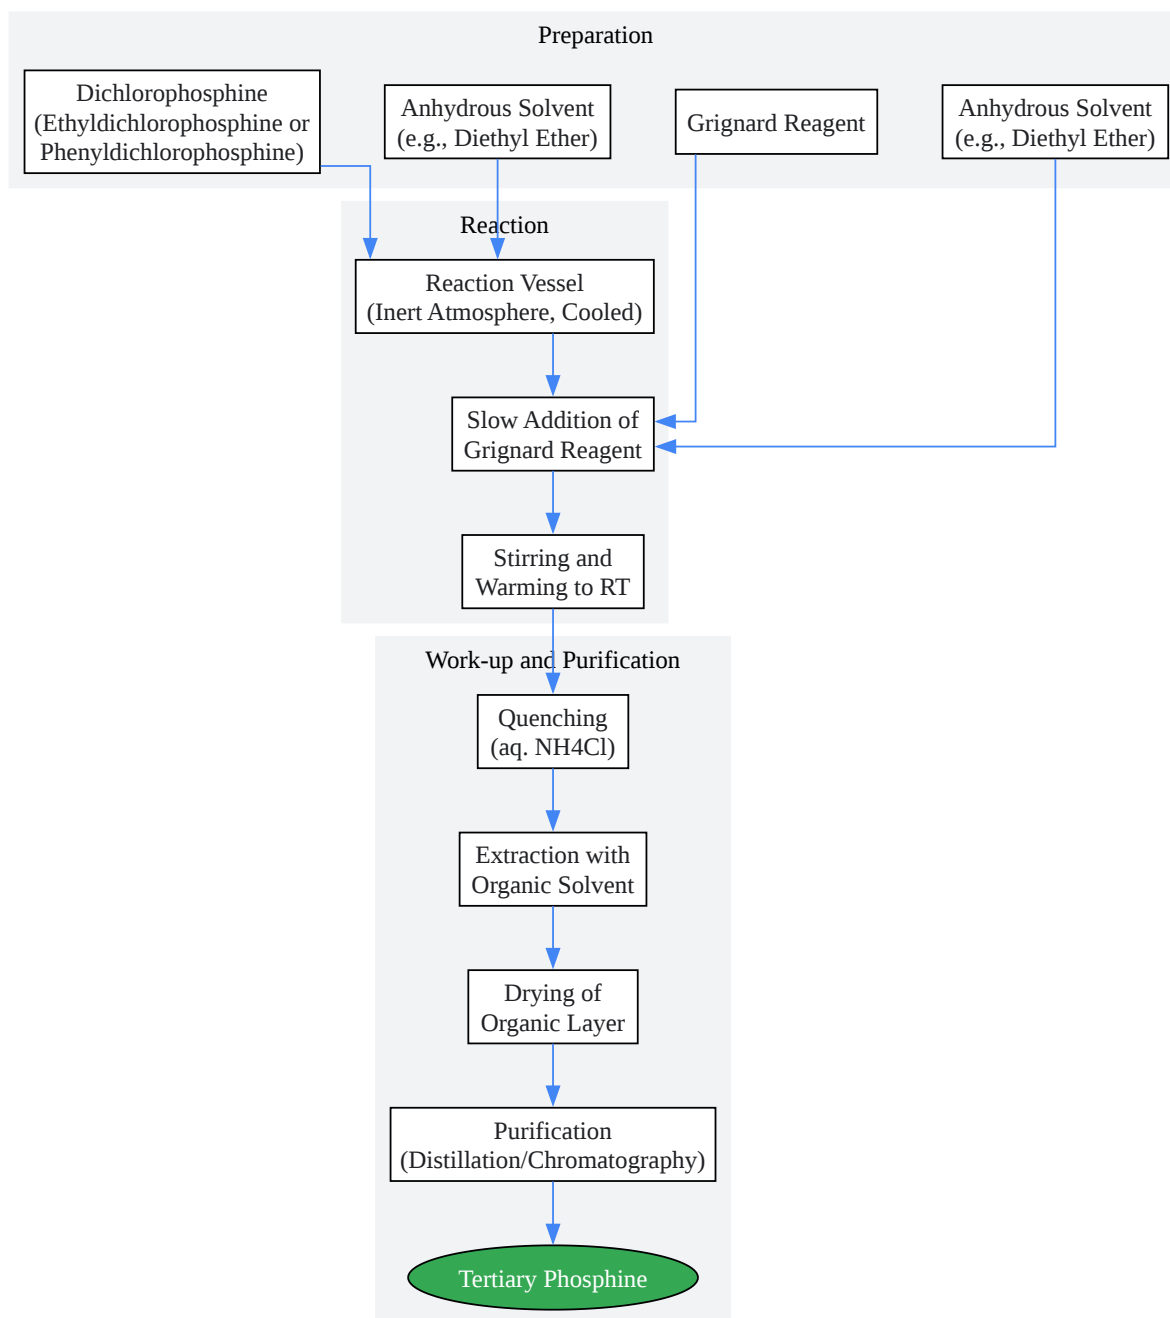 Preparation
Dichlorophosphine
(Ethyldichlorophosphine or
Phenyldichlorophosphine)
Anhydrous Solvent
(e.g., Diethyl Ether)
Grignard Reagent
Anhydrous Solvent
(e.g., Diethyl Ether)
Reaction
Reaction Vessel
(Inert Atmosphere, Cooled)
Slow Addition of
Grignard Reagent
Stirring and
Warming to RT
Work-up and Purification
Quenching
(aq. NH4Cl)
Extraction with
Organic Solvent
Drying of
Organic Layer
Purification
(Distillation/Chromatography)
Tertiary Phosphine